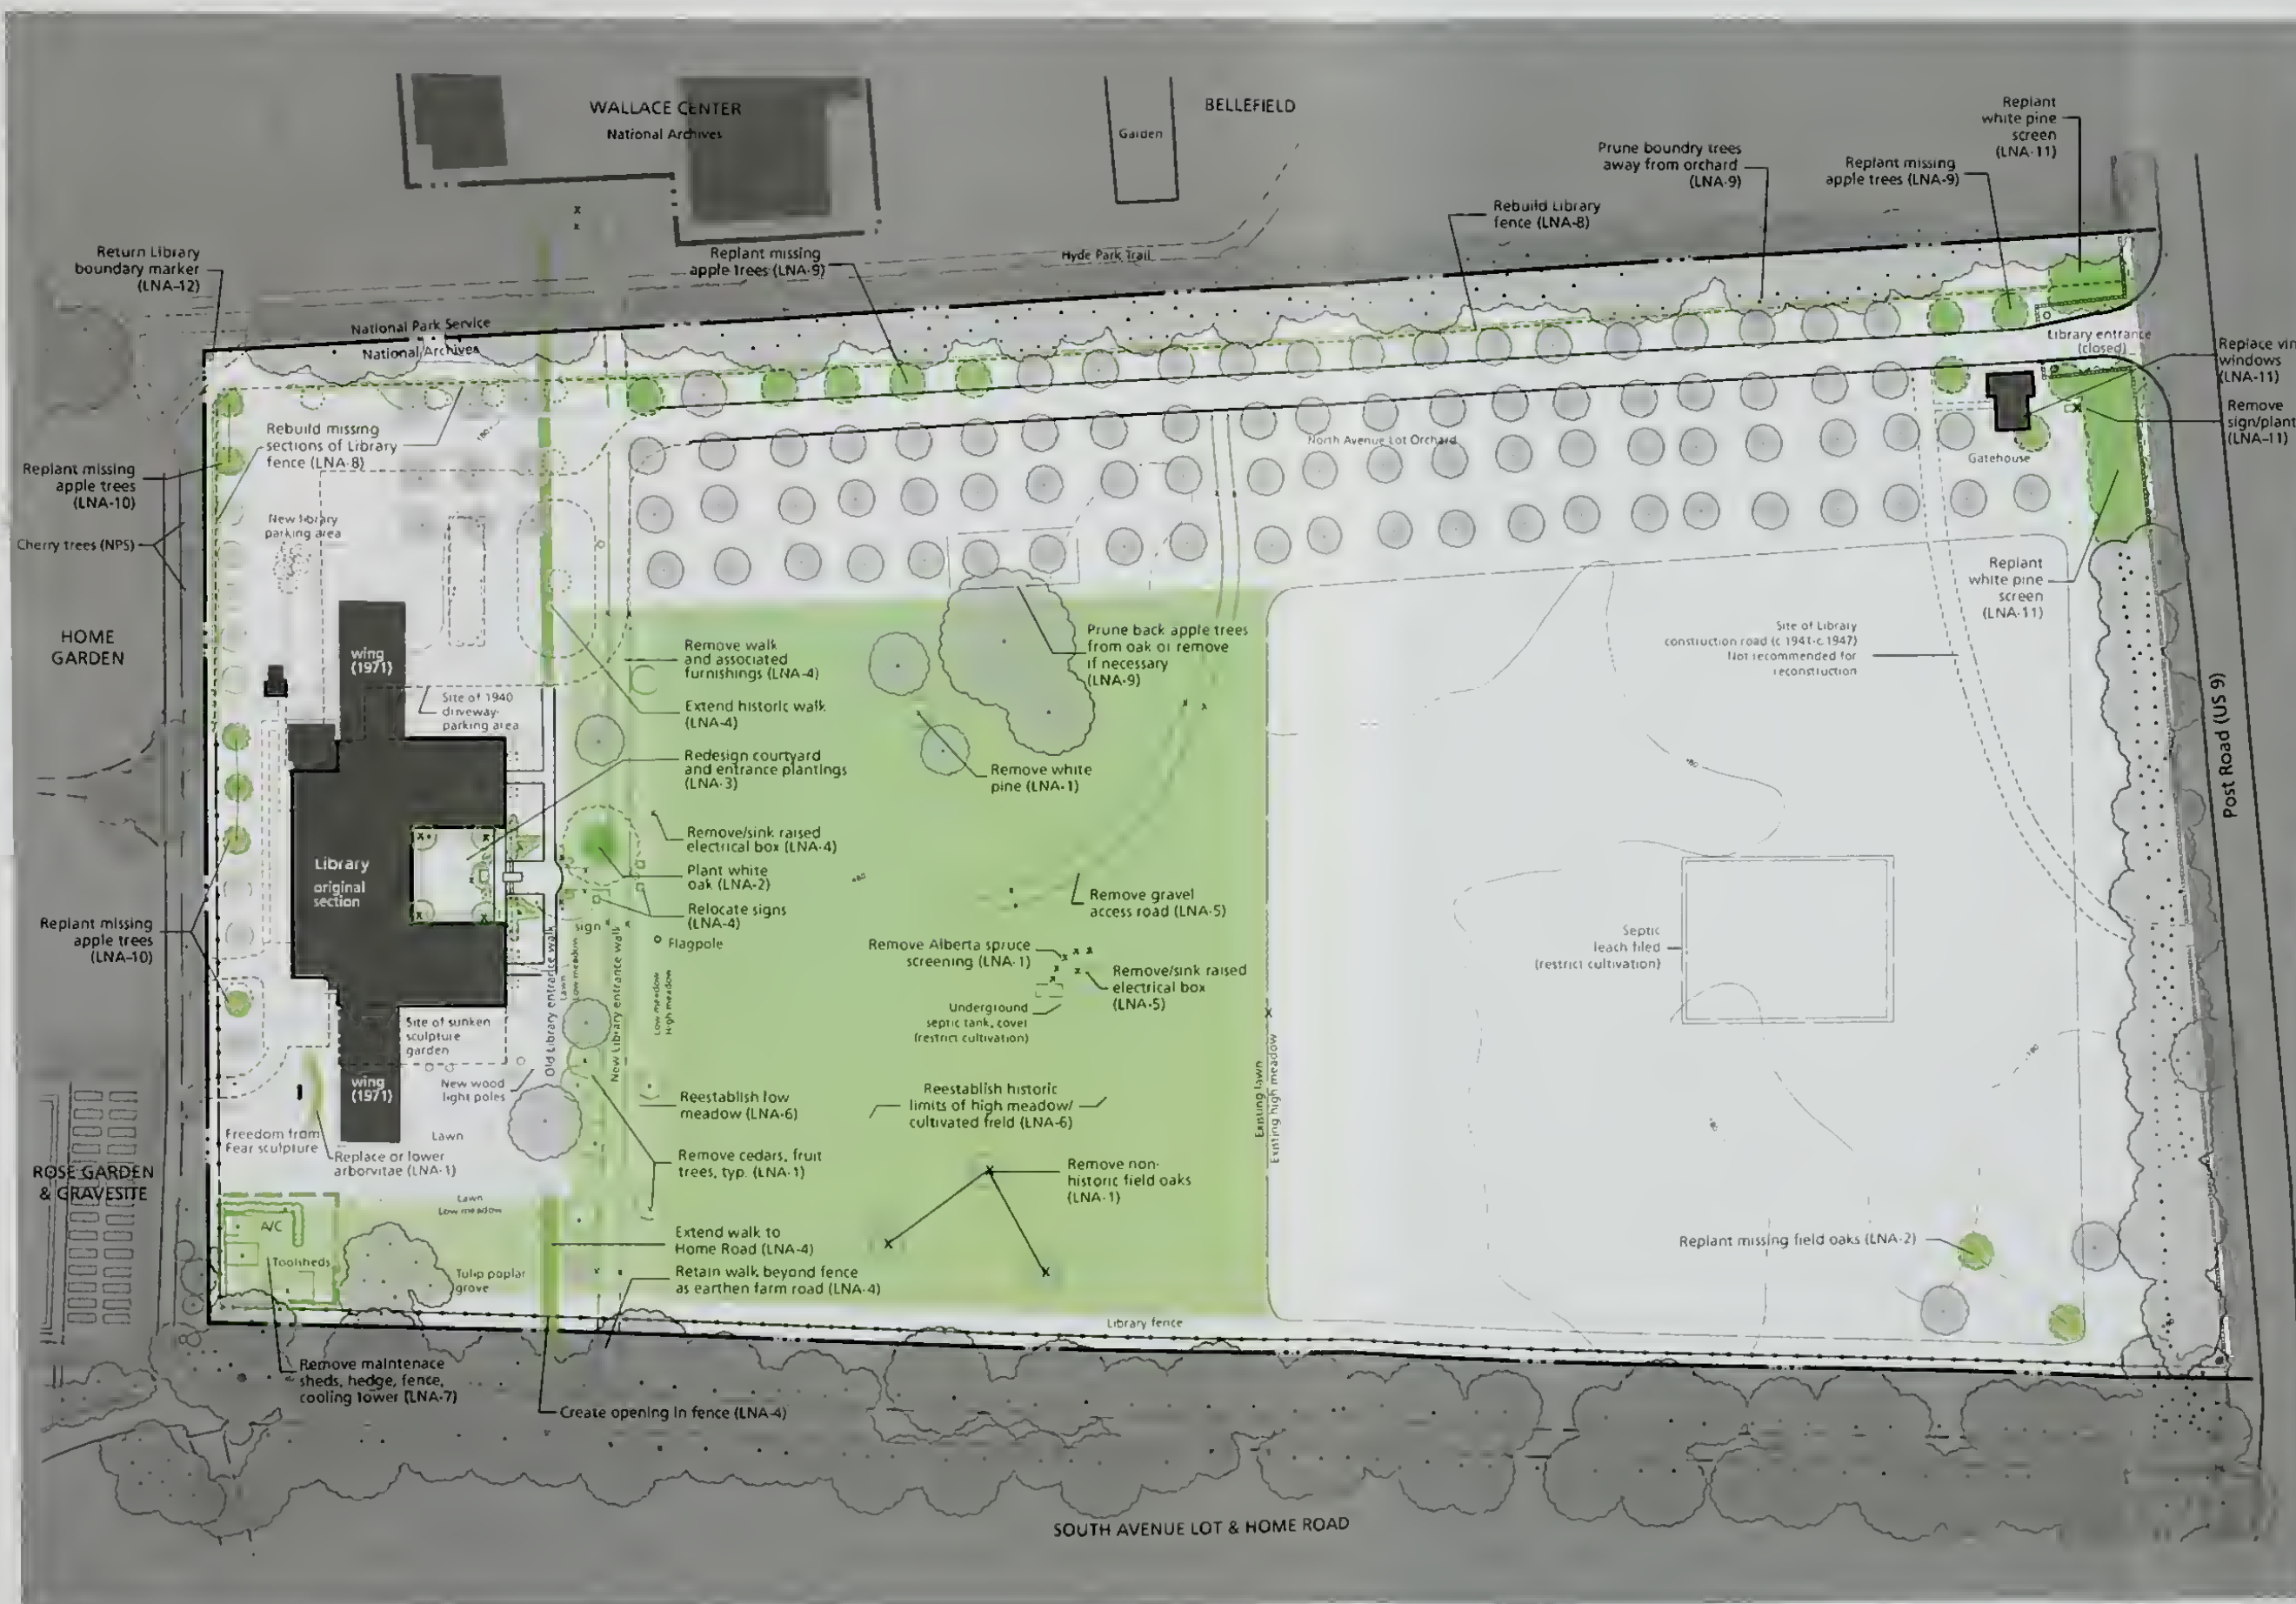 WALLACE CENTER
National Archives
BELLEFIELD
Garden
Replant
white pine
screen
(LNA-11)
Prune boundry trees
away from orchard
(LNA-9)
Replant missing
apple trees (LNA-9)
Rebuild Library
fence (LNA-8)
Return Library
boundary marker
(LNA-12)
Replant missing
apple trees (LNA-9)
Hyde Park Trail
National Park Service
National Archives
Library entrance
(closed)
Replace vin
windows
(LNA-11)
Remove
sign/plant
(LNA-11)
Rebuild missing
sections of Library
fence (LNA-8)
North Avenue Lot Orchard
Gatehouse
Replant missing
apple trees
(LNA-10)
New library
parking area
Cherry trees (NPS)
Replant
white pine
screen
(LNA-11)
HOME
GARDEN
wing
(1971)
Remove walk
and associated
furnishings (LNA-4)
Prune back apple trees
from oak or remove
if necessary
(LNA-9)
Site of Library
construction road (c 1941-c 1947)
Not recommended for
reconstruction
Site of 1940
driveway-
parking area
Extend historic walk
(LNA-4)
Post Road (US 9)
Redesign courtyard
and entrance plantings
(LNA-3)
Remove white
pine (LNA-1)
Remove/sink raised
electrical box (LNA-4)
Library
original
section
Plant white
oak (LNA-2)
Remove gravel
access road (LNA-5)
Relocate signs
(LNA-4)
sign
Flagpole
Replant missing
apple trees
(LNA-10)
Remove Alberta spruce
screening (LNA-1)
Septic
leach filed
(restrict cultivation)
Remove/sink raised
electrical box
(LNA-5)
Underground
septic tank, cover
(restrict cultivation)
Old Library entrance walk
Lawn
Low meadow
New Library entrance walk
Low meadow
High meadow
Site of sunken
sculpture
garden
wing
(1971)
New wood
light poles
Reestablish low
meadow (LNA-6)
Reestablish historic
limits of high meadow/
cultivated field (LNA-6)
Existing lawn
Existing high meadow
Freedom from
Fear sculpture
Lawn
Replace or lower
arborvitae (LNA-1)
Remove cedars, fruit
trees, typ. (LNA-1)
Remove non-
historic field oaks
(LNA-1)
ROSE GARDEN
& GRAVESITE
Lawn
Low meadow
A/C
Toolsheds
Tulip poplar
grove
Extend walk to
Home Road (LNA-4)
Retain walk beyond fence
as earthen farm road (LNA-4)
Replant missing field oaks (LNA-2)
Library fence
Remove maintenace
sheds, hedge, fence,
cooling tower (LNA-7)
Create opening in fence (LNA-4)
SOUTH AVENUE LOT & HOME ROAD